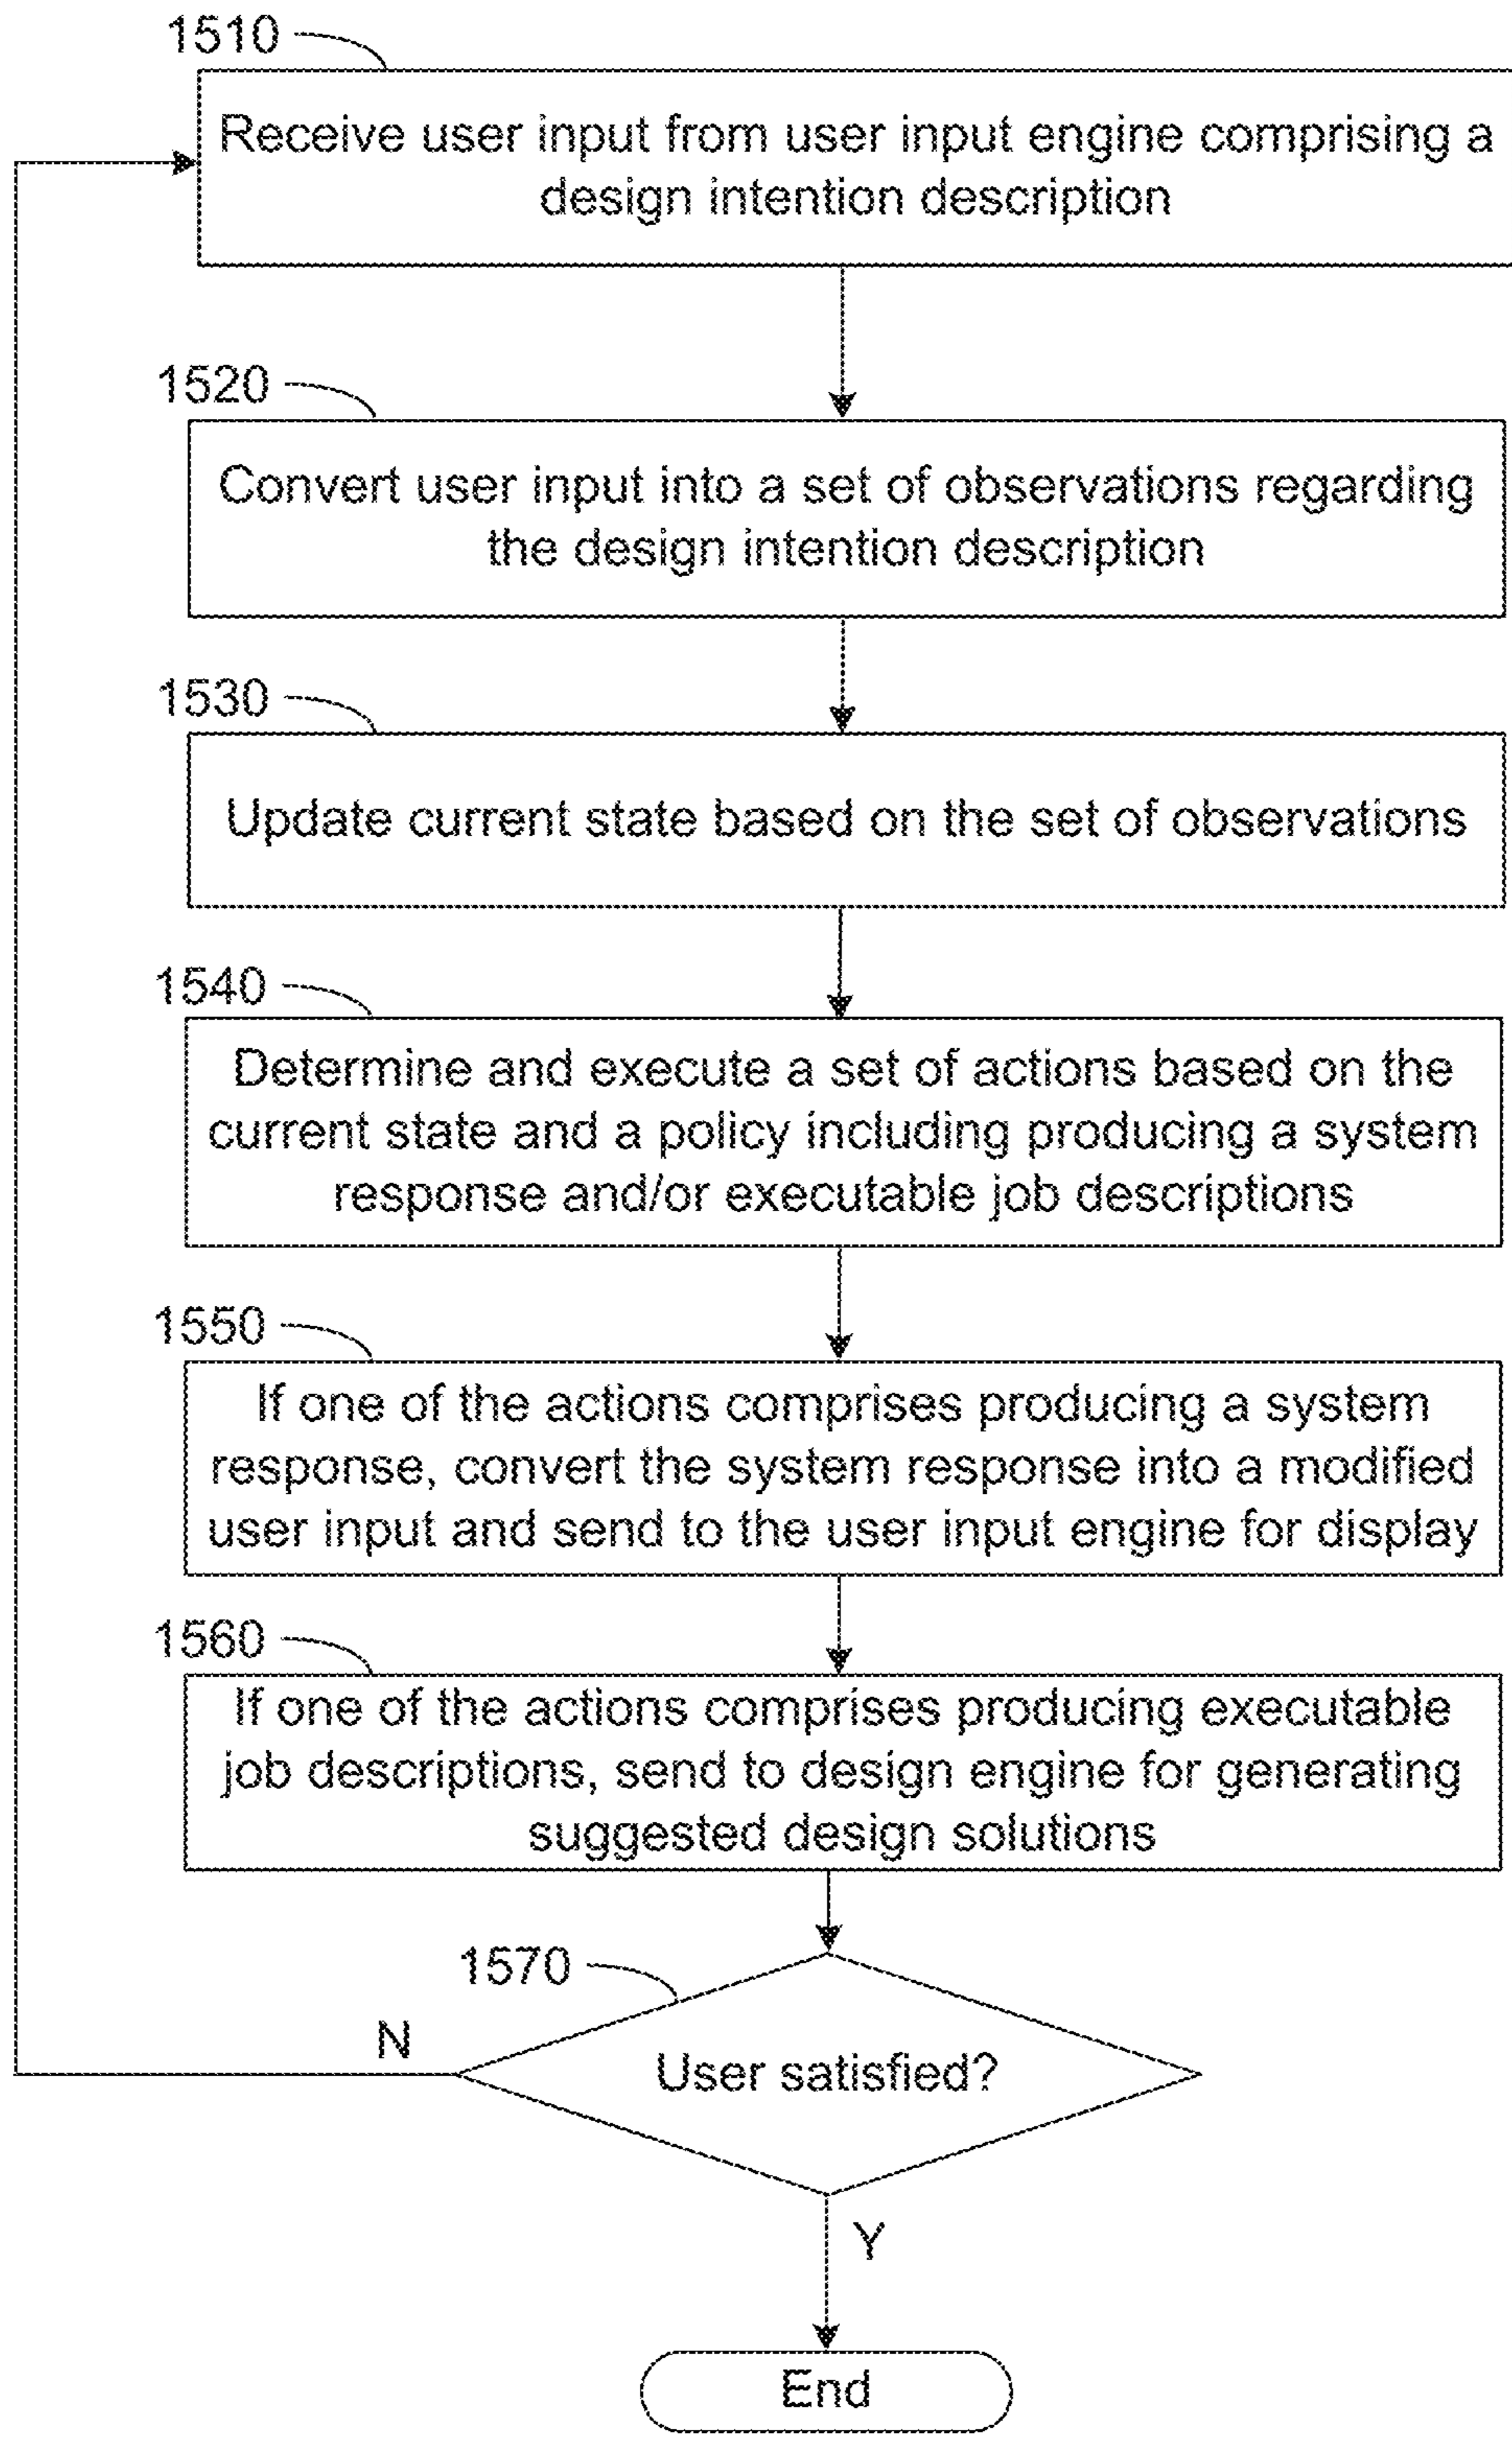 1510
Receive user input from user input engine comprising a
design intention description
1520
Convert user input into a set of observations regarding
the design intention description
1530
Update current state based on the set of observations
1540
Determine and execute a set of actions based on the
current state and a policy including producing a system
response and/or executable job descriptions
1550
If one of the actions comprises producing a system
response, convert the system response into a modified
user input and send to the user input engine for display
1560
If one of the actions comprises producing executable
job descriptions, send to design engine for generating
suggested design solutions
1570
N
User satisfied?
Y
End